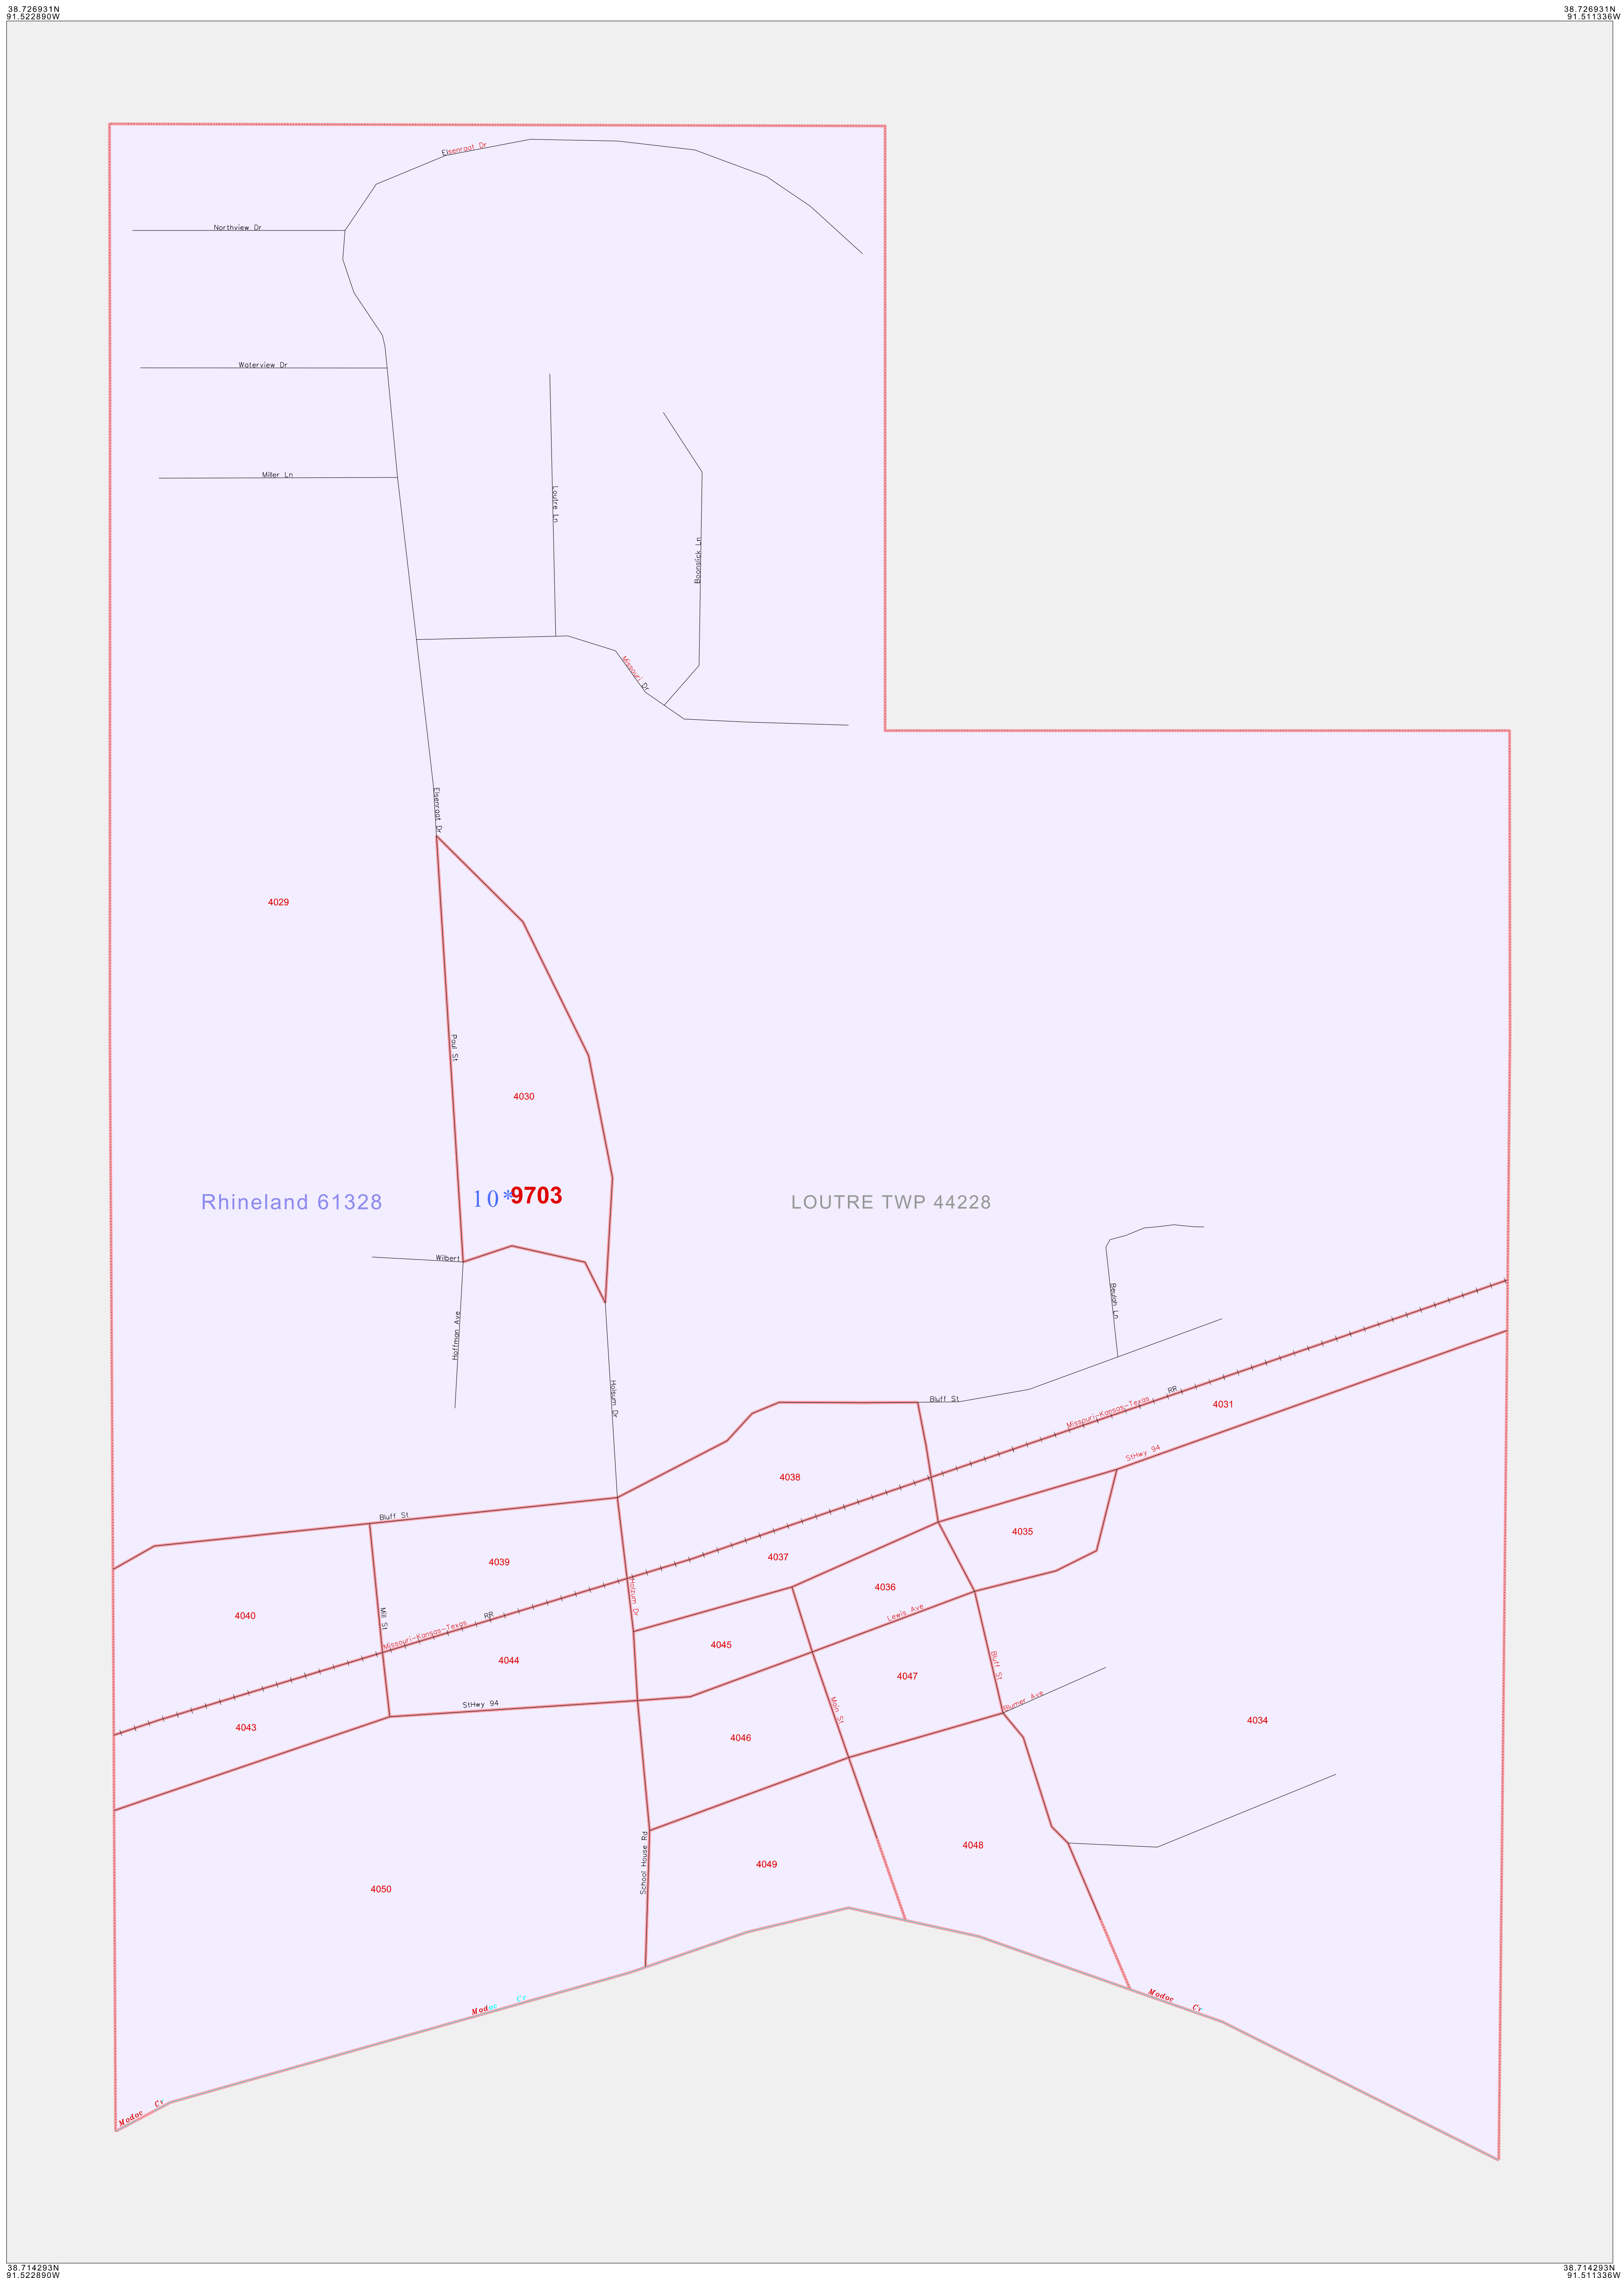 38.726931N
91.522890W
38.726931N
91.511336W
Elsenraat Dr
Northview Dr
Waterview Dr
Miller Ln
Loutre Ln
Boonslick Ln
Missouri Dr
Elsenraat Dr
4029
Paul St
4030
Rhineland 61328
10*
9703
LOUTRE TWP 44228
Wilbert
Hoffman Ave
Beulah Ln
Holzum Dr
Bluff St
Missouri-Kansas-Texas RR
4031
StHwy 94
4038
Bluff St
4035
4039
4037
4036
Holzum Dr
4040
Mill St
Lewis Ave
Missouri-Kansas-Texas RR
4045
4044
Bluff St
4047
StHwy 94
Main St
Blumer Ave
4043
4046
4034
4048
School House Rd
4049
4050
Modoc Cr
Modoc Cr
Modoc Cr
38.714293N
91.522890W
38.714293N
91.511336W